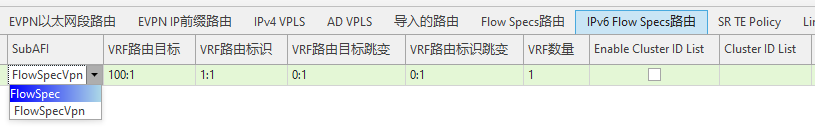 EVPN以太网段路由 EVPN IP前缀路由 IPv4 VPLS AD VPLS 导入的路由 Flow Specs路由 IPv6 Flow Specs路由 SR TE Policy
SubAFI VRF路由目标 VRF路由标识 VRF路由目标跳变 VRF路由标识跳变 VRF数量 Enable Cluster ID List Cluster ID List
FlowSpecVpn 100:1 1:1 0:1 0:1 1
FlowSpec
FlowSpecVpn